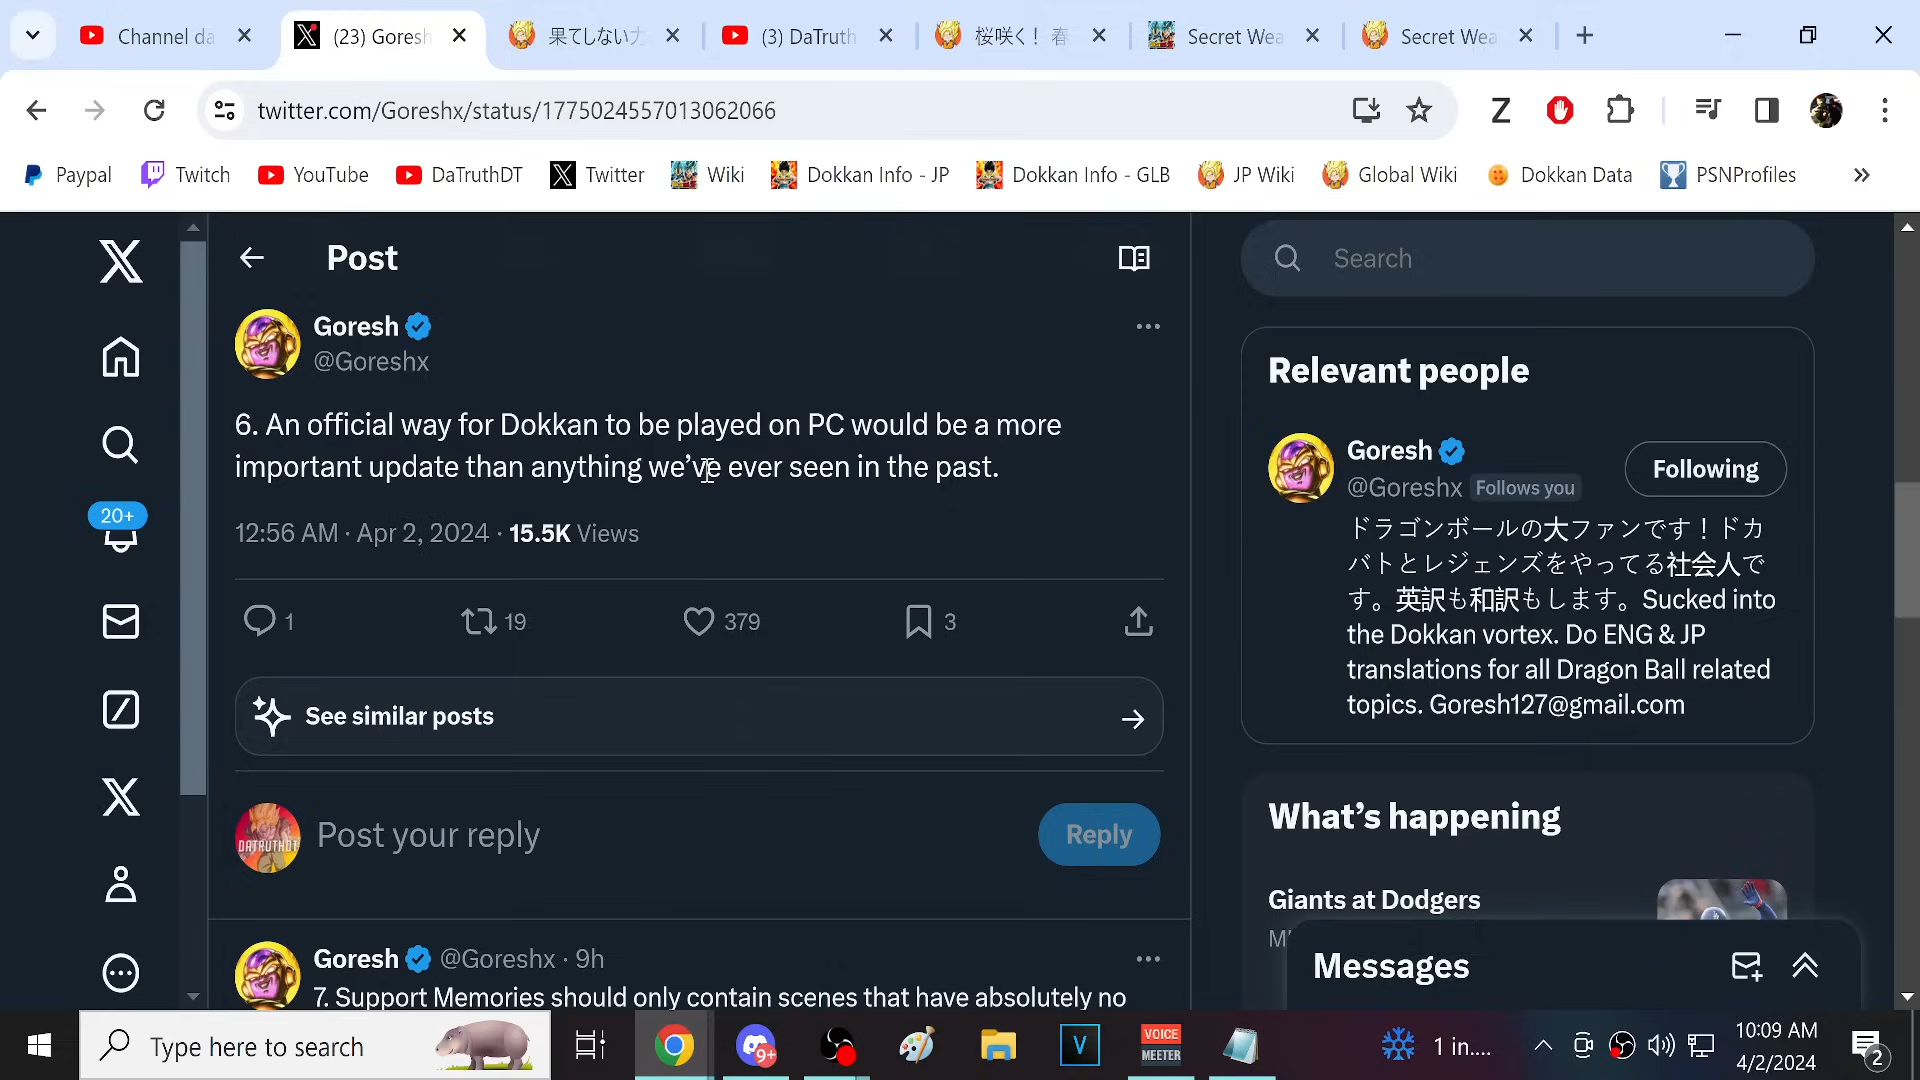 Channel da
(23) Goresh
果てしない力
(3) DaTruth
桜咲く! 春
Secret Wea
Secret Wea
twitter.com/Goreshx/status/1775024557013062066
Z
Paypal
Twitch
YouTube
DaTruthDT
Twitter
Wiki
Dokkan Info - JP
Dokkan Info - GLB
JP Wiki
Global Wiki
Dokkan Data
PSNProfiles
Post
Search
Goresh
@Goreshx
6. An official way for Dokkan to be played on PC would be a more
important update than anything we've ever seen in the past.
12:56 AM · Apr 2, 2024 · 15.5K Views
1
19
379
3
See similar posts
DATRUTHDT
Post your reply
Reply
Goresh @Goreshx · 9h
7. Support Memories should only contain scenes that have absolutely no
20+
Relevant people
Goresh
@Goreshx Follows you
Following
ドラゴンボールの大ファンです！ドカ
バトとレジェンズをやってる社会人で
す。英訳も和訳もします。Sucked into
the Dokkan vortex. Do ENG & JP
translations for all Dragon Ball related
topics. Goresh127@gmail.com
What's happening
Giants at Dodgers
Messages
Type here to search
9+
V
VOICE
MEETER
1 in....
10:09 AM
4/2/2024
2